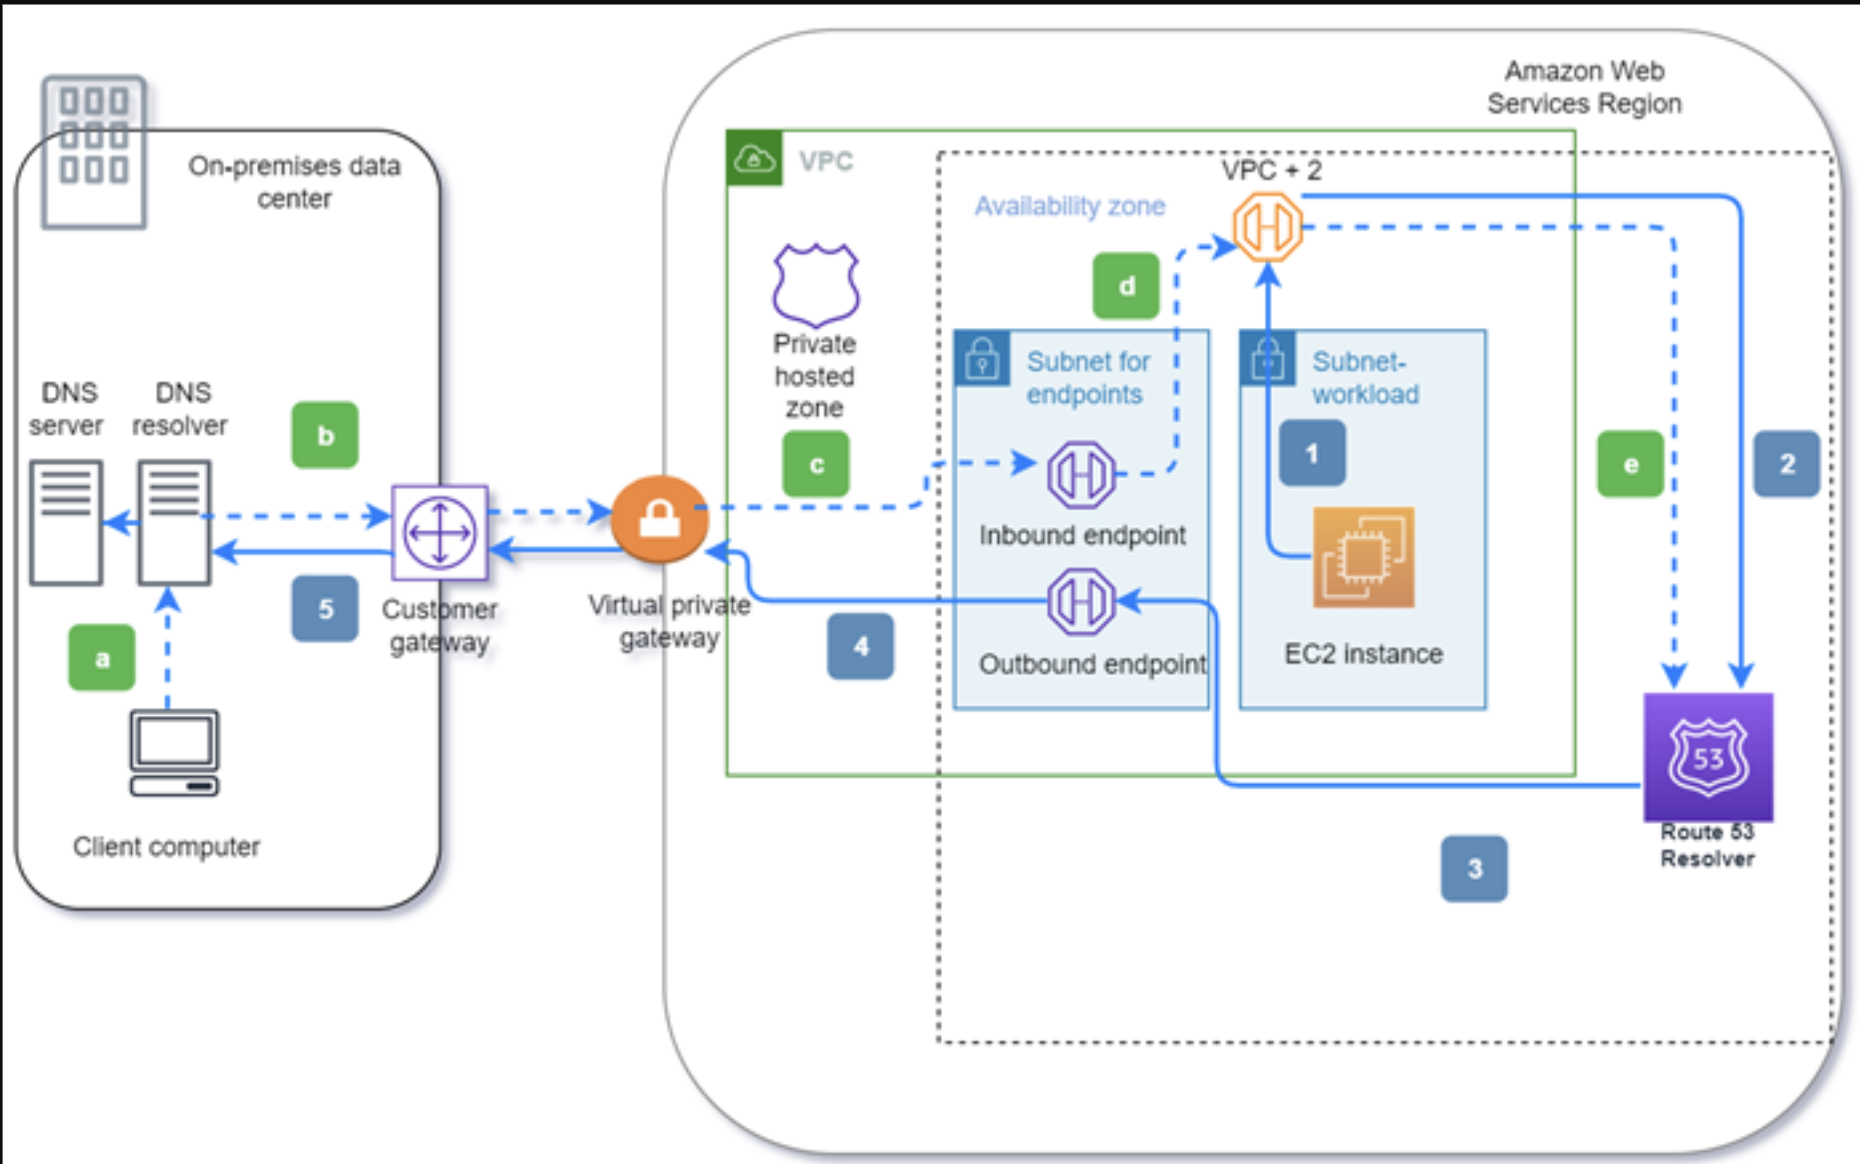 Amazon Web
Services Region
On-premises data
center
VPC
VPC + 2
Availability zone
d
Private
hosted
zone
Subnet for
endpoints
Subnet-
workload
DNS
server
DNS
resolver
b
c
1
e
2
Inbound endpoint
5
Customer
gateway
Virtual private
gateway
4
Outbound endpoint
EC2 instance
a
53
Route 53
Resolver
Client computer
3